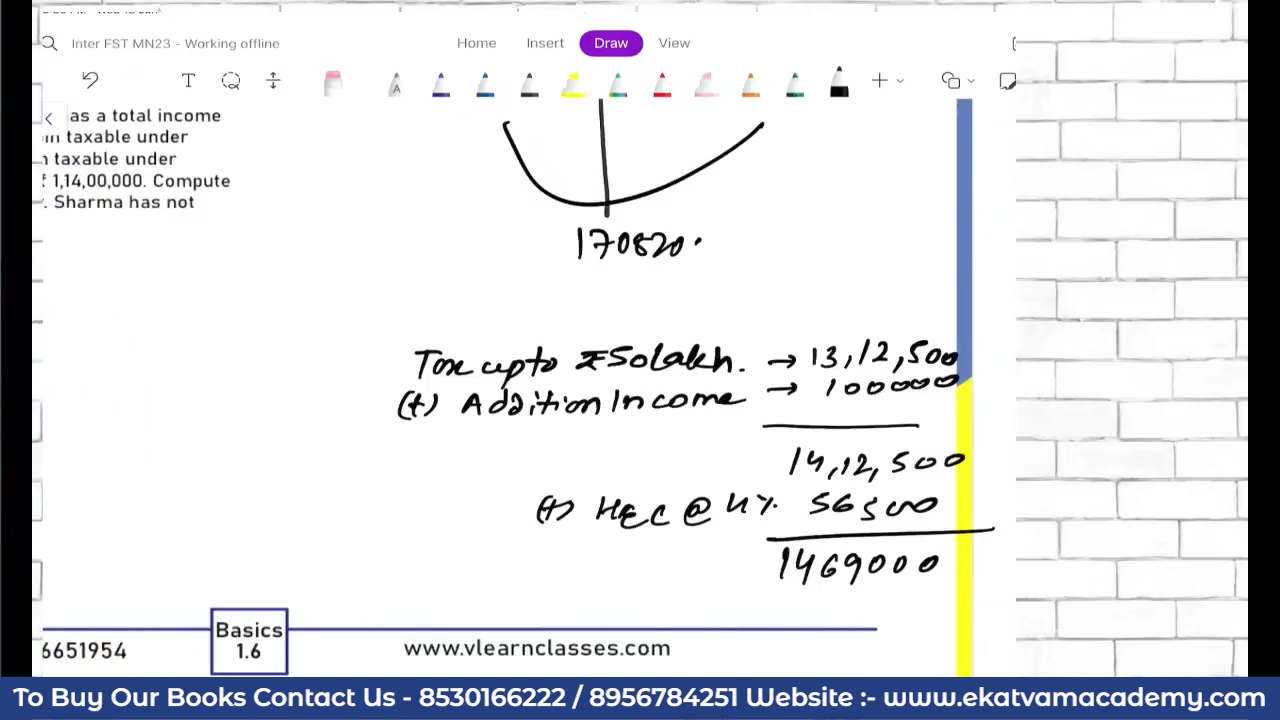 Inter FST MN23 - Working offline
Home Insert Draw View
as a total income
in taxable under
n taxable under
₹ 1,14,00,000. Compute
. Sharma has not
170820.
Tax upto ₹50lakh. → 13,12,500
(+) Addition Income → 100000
14,12,500
(+) HEC @ 4% 56500
1469000
6651954
Basics
1.6
www.vlearnclasses.com
To Buy Our Books Contact Us - 8530166222 / 8956784251 Website :- www.ekatvamacademy.com